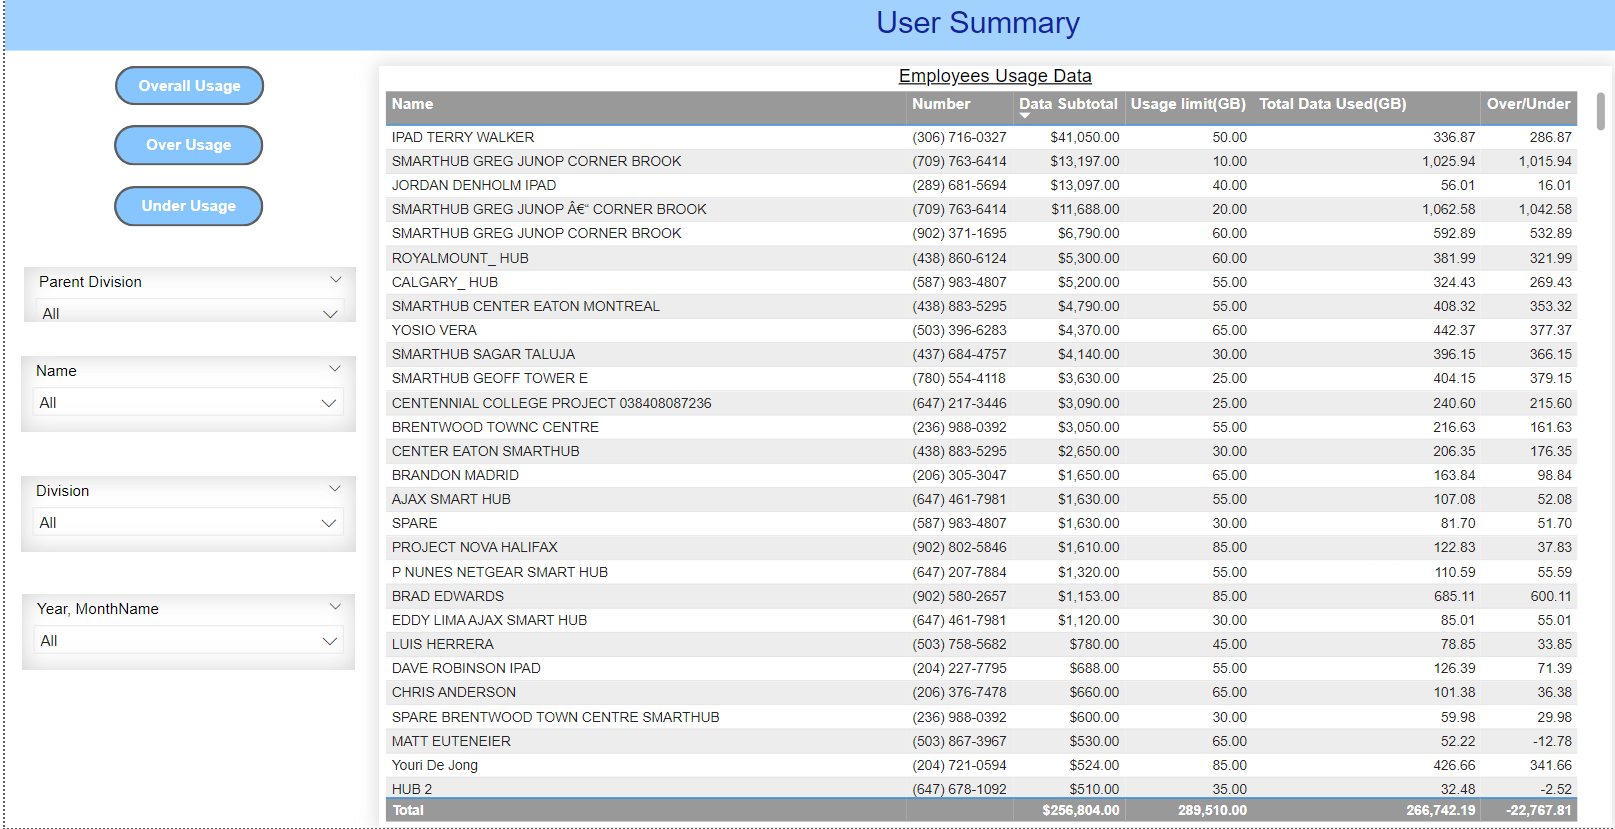 User Summary
Overall Usage
Over Usage
Under Usage
Parent Division
All
Name
All
Division
All
Year, MonthName
All
Employees Usage Data
Name Number Data Subtotal Usage limit(GB) Total Data Used(GB) Over/Under
IPAD TERRY WALKER (306) 716-0327 $41,050.00 50.00 336.87 286.87
SMARTHUB GREG JUNOP CORNER BROOK (709) 763-6414 $13,197.00 10.00 1,025.94 1,015.94
JORDAN DENHOLM IPAD (289) 681-5694 $13,097.00 40.00 56.01 16.01
SMARTHUB GREG JUNOP Â€“ CORNER BROOK (709) 763-6414 $11,688.00 20.00 1,062.58 1,042.58
SMARTHUB GREG JUNOP CORNER BROOK (902) 371-1695 $6,790.00 60.00 592.89 532.89
ROYALMOUNT_ HUB (438) 860-6124 $5,300.00 60.00 381.99 321.99
CALGARY_ HUB (587) 983-4807 $5,200.00 55.00 324.43 269.43
SMARTHUB CENTER EATON MONTREAL (438) 883-5295 $4,790.00 55.00 408.32 353.32
YOSIO VERA (503) 396-6283 $4,370.00 65.00 442.37 377.37
SMARTHUB SAGAR TALUJA (437) 684-4757 $4,140.00 30.00 396.15 366.15
SMARTHUB GEOFF TOWER E (780) 554-4118 $3,630.00 25.00 404.15 379.15
CENTENNIAL COLLEGE PROJECT 038408087236 (647) 217-3446 $3,090.00 25.00 240.60 215.60
BRENTWOOD TOWNC CENTRE (236) 988-0392 $3,050.00 55.00 216.63 161.63
CENTER EATON SMARTHUB (438) 883-5295 $2,650.00 30.00 206.35 176.35
BRANDON MADRID (206) 305-3047 $1,650.00 65.00 163.84 98.84
AJAX SMART HUB (647) 461-7981 $1,630.00 55.00 107.08 52.08
SPARE (587) 983-4807 $1,630.00 30.00 81.70 51.70
PROJECT NOVA HALIFAX (902) 802-5846 $1,610.00 85.00 122.83 37.83
P NUNES NETGEAR SMART HUB (647) 207-7884 $1,320.00 55.00 110.59 55.59
BRAD EDWARDS (902) 580-2657 $1,153.00 85.00 685.11 600.11
EDDY LIMA AJAX SMART HUB (647) 461-7981 $1,120.00 30.00 85.01 55.01
LUIS HERRERA (503) 758-5682 $780.00 45.00 78.85 33.85
DAVE ROBINSON IPAD (204) 227-7795 $688.00 55.00 126.39 71.39
CHRIS ANDERSON (206) 376-7478 $660.00 65.00 101.38 36.38
SPARE BRENTWOOD TOWN CENTRE SMARTHUB (236) 988-0392 $600.00 30.00 59.98 29.98
MATT EUTENEIER (503) 867-3967 $530.00 65.00 52.22 -12.78
Youri De Jong (204) 721-0594 $524.00 85.00 426.66 341.66
HUB 2 (647) 678-1092 $510.00 35.00 32.48 -2.52
Total $256,804.00 289,510.00 266,742.19 -22,767.81